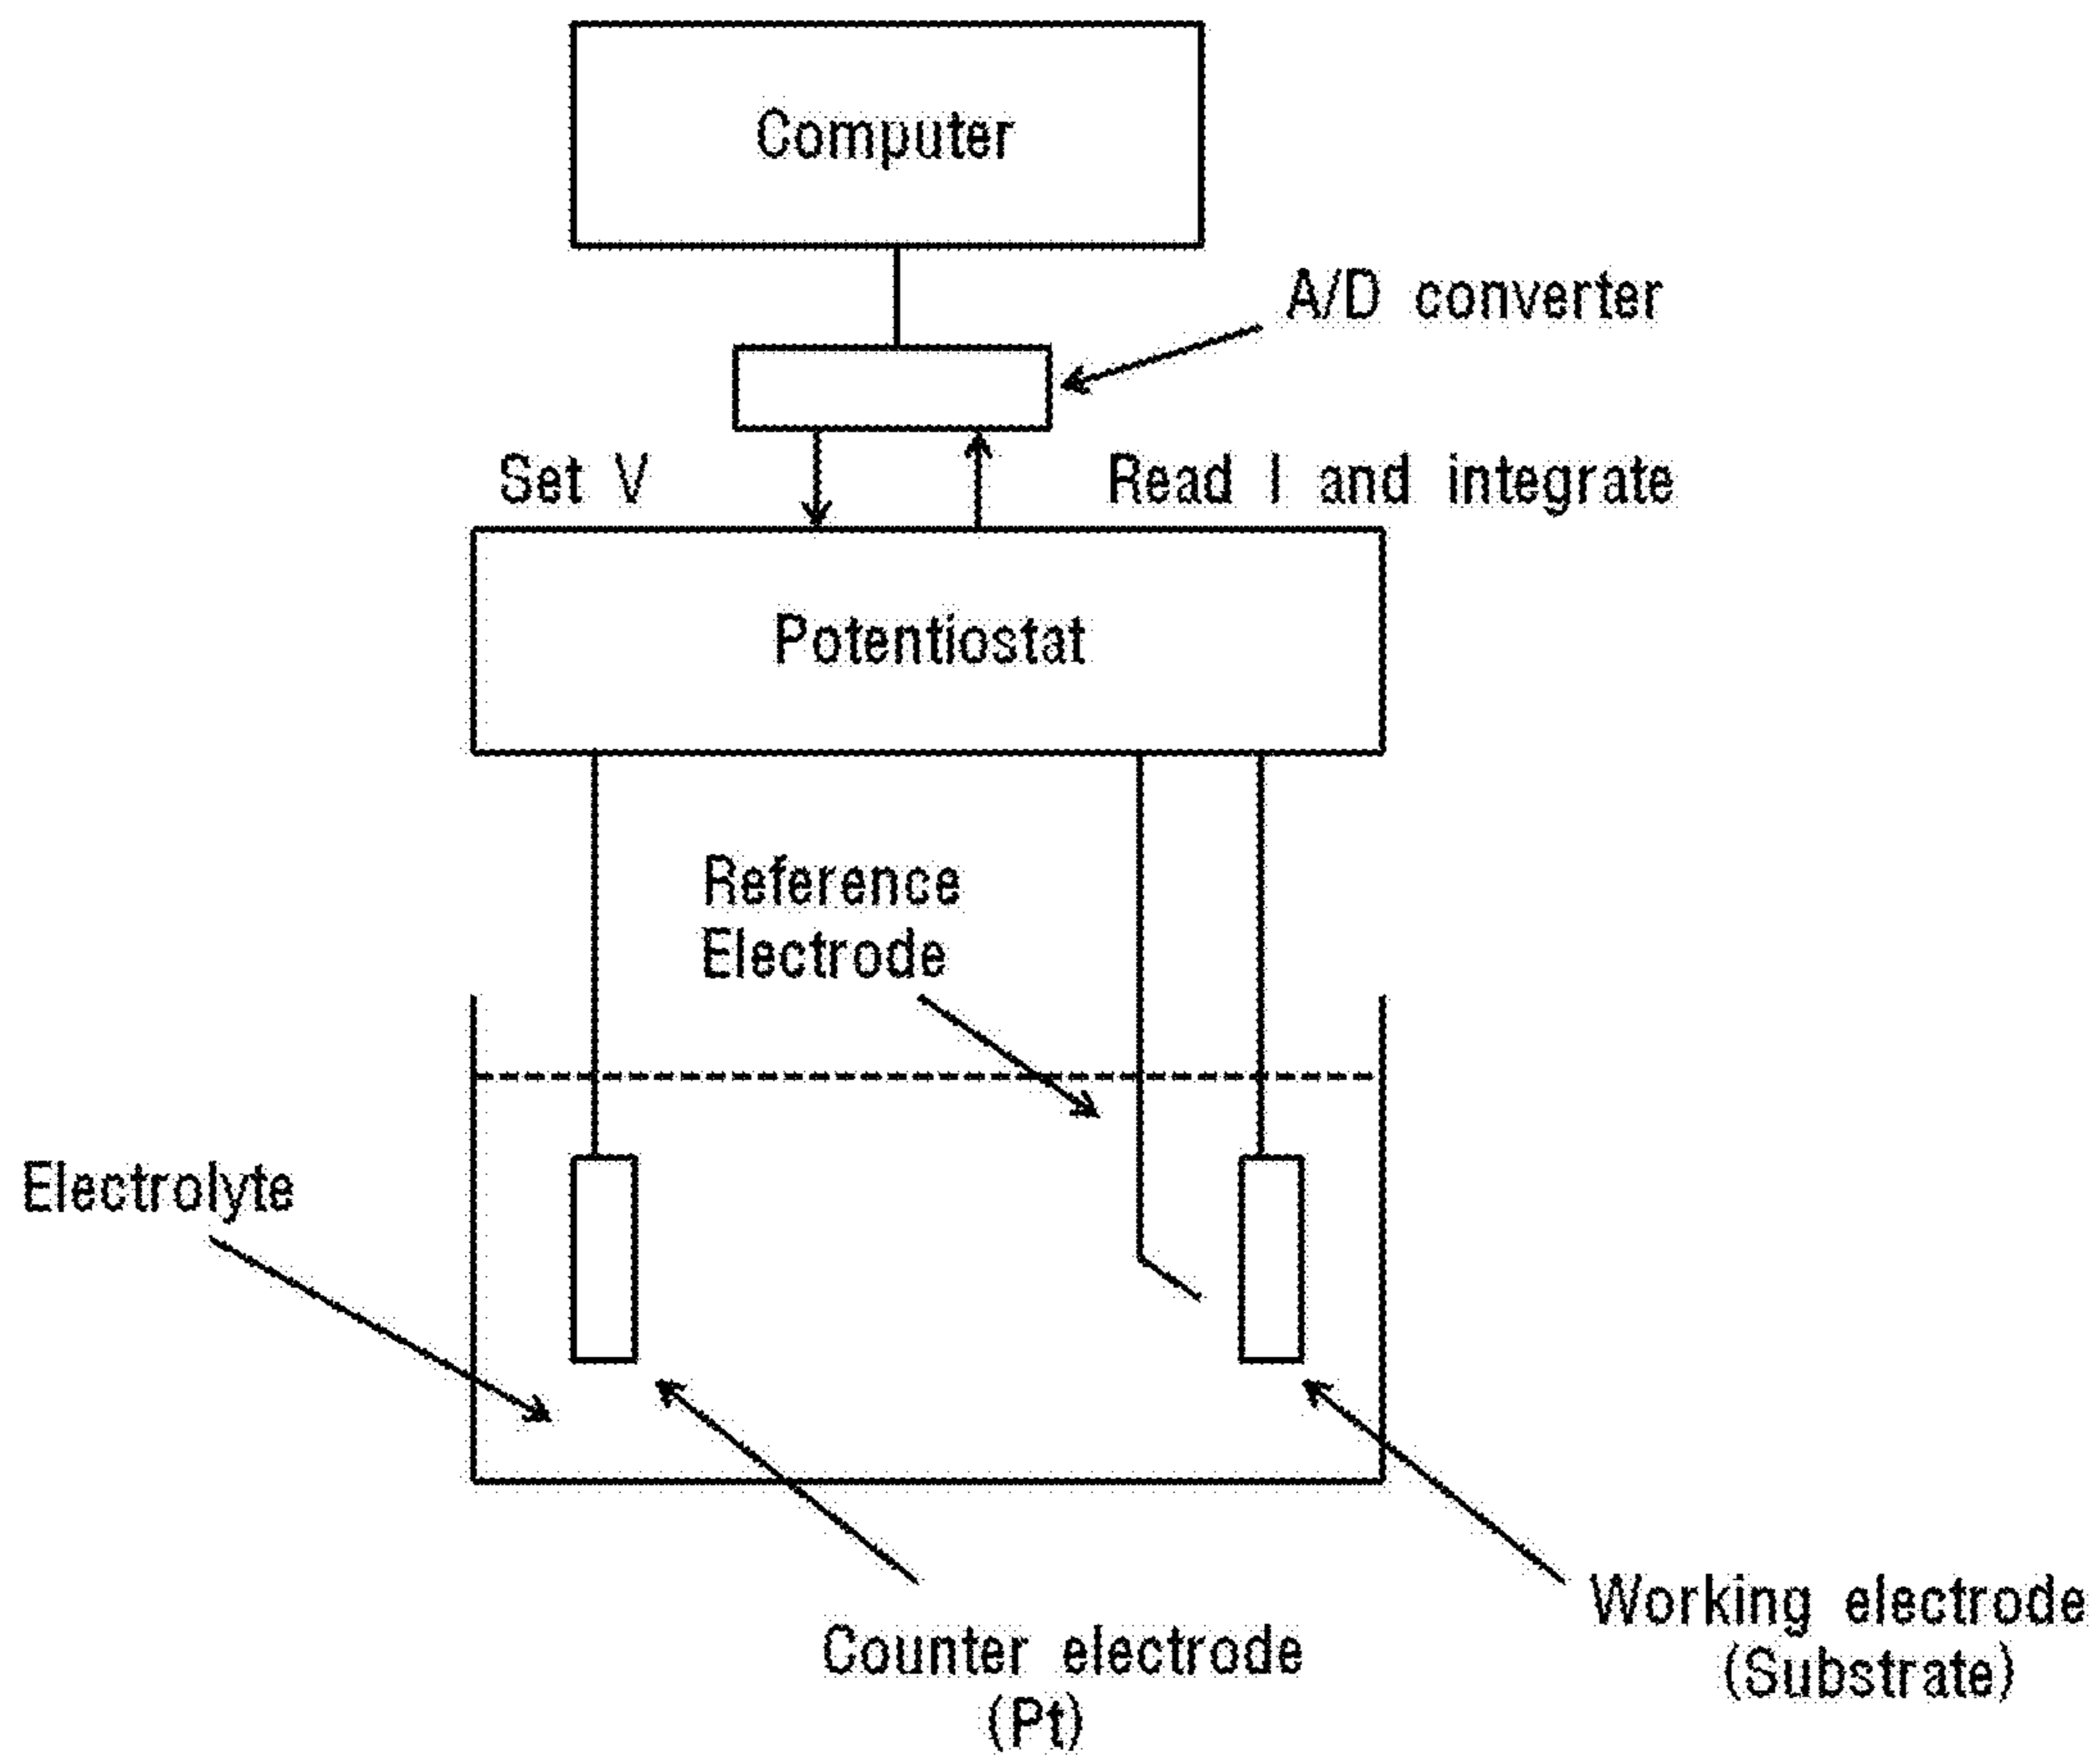 Computer
A/D converter
Set V
Read I and integrate
Potentiostat
Reference
Electrode
Electrolyte
Working electrode
(Substrate)
Counter electrode
(Pt)